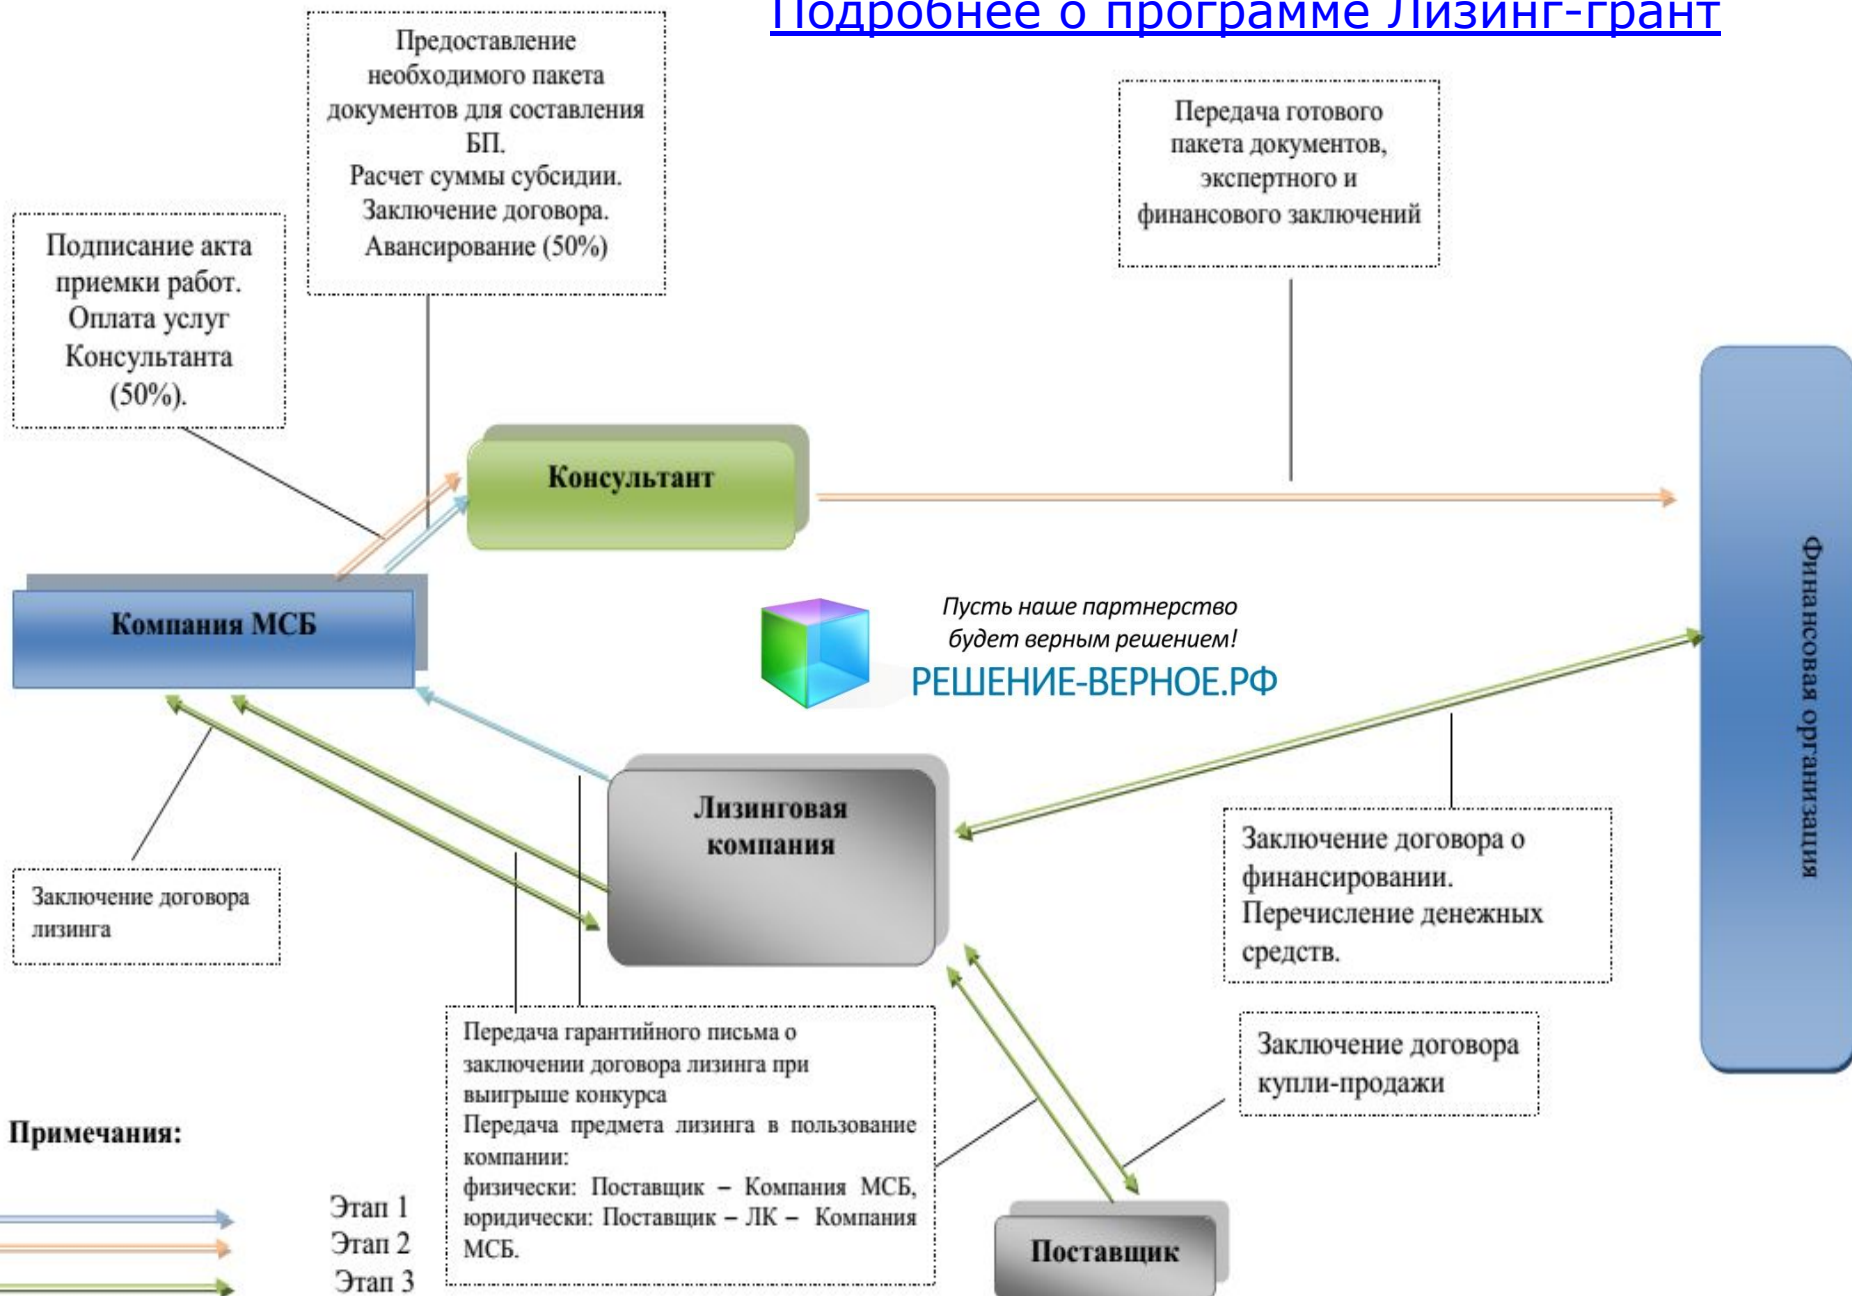 Подробнее о программе Лизинг-грант
Предоставление
необходимого пакета
документов для составления
БП.
Расчет суммы субсидии.
Заключение договора.
Авансирование (50%)
Передача готового
пакета документов,
экспертного и
финансового заключений
Подписание акта
приемки работ.
Оплата услуг
Консультанта
(50%).
Консультант
Финансовая организация
Компания МСБ
Пусть наше партнерство
будет верным решением!
РЕШЕНИЕ-ВЕРНОЕ.РФ
Лизинговая
компания
Заключение договора о
финансировании.
Перечисление денежных
средств.
Заключение договора
лизинга
Передача гарантийного письма о
заключении договора лизинга при
выигрыше конкурса
Передача предмета лизинга в пользование
компании:
физически: Поставщик – Компания МСБ,
юридически: Поставщик – ЛК – Компания
МСБ.
Заключение договора
купли-продажи
Примечания:
Этап 1
Этап 2
Этап 3
Поставщик